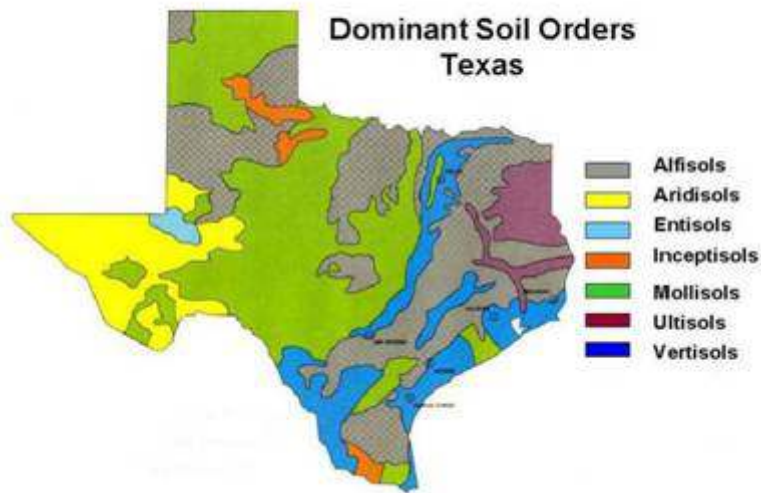 Dominant Soil Orders
Texas
Alfisols
Aridisols
Entisols
Inceptisols
Mollisols
Ultisols
Vertisols